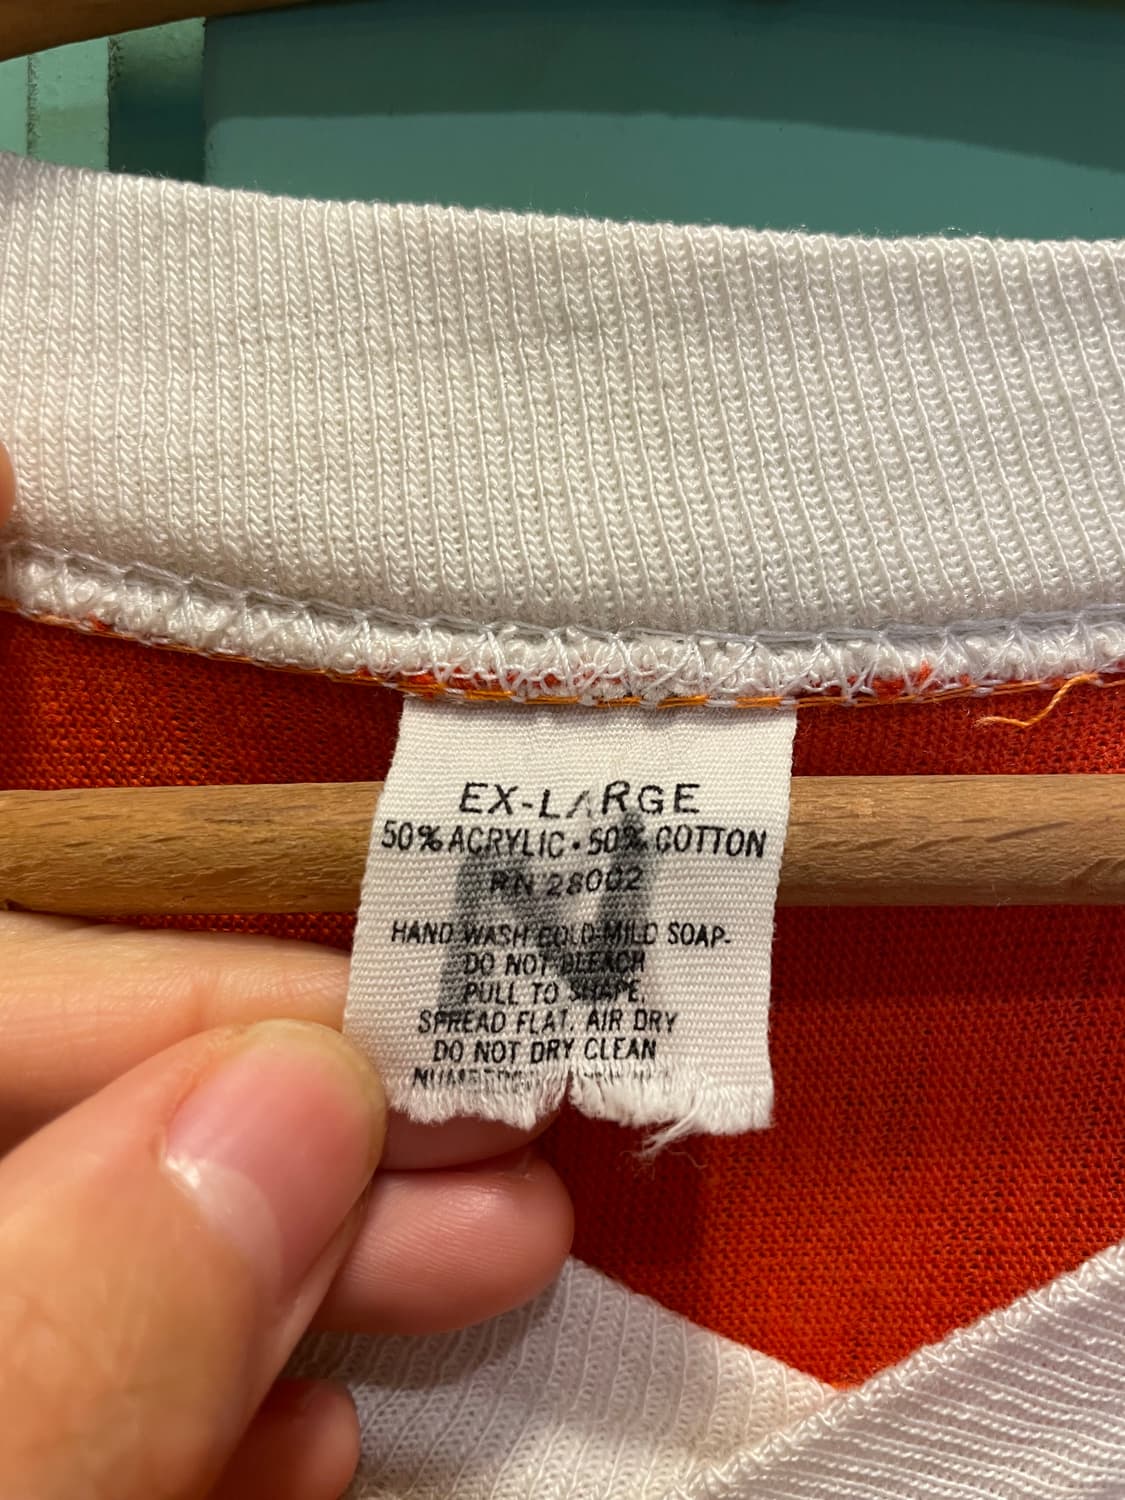 EX-LARGE
50% ACRYLIC • 50% COTTON
RN 28002
HAND WASH COLD-MILD SOAP-
DO NOT BLEACH
PULL TO SHAPE,
SPREAD FLAT. AIR DRY
DO NOT DRY CLEAN